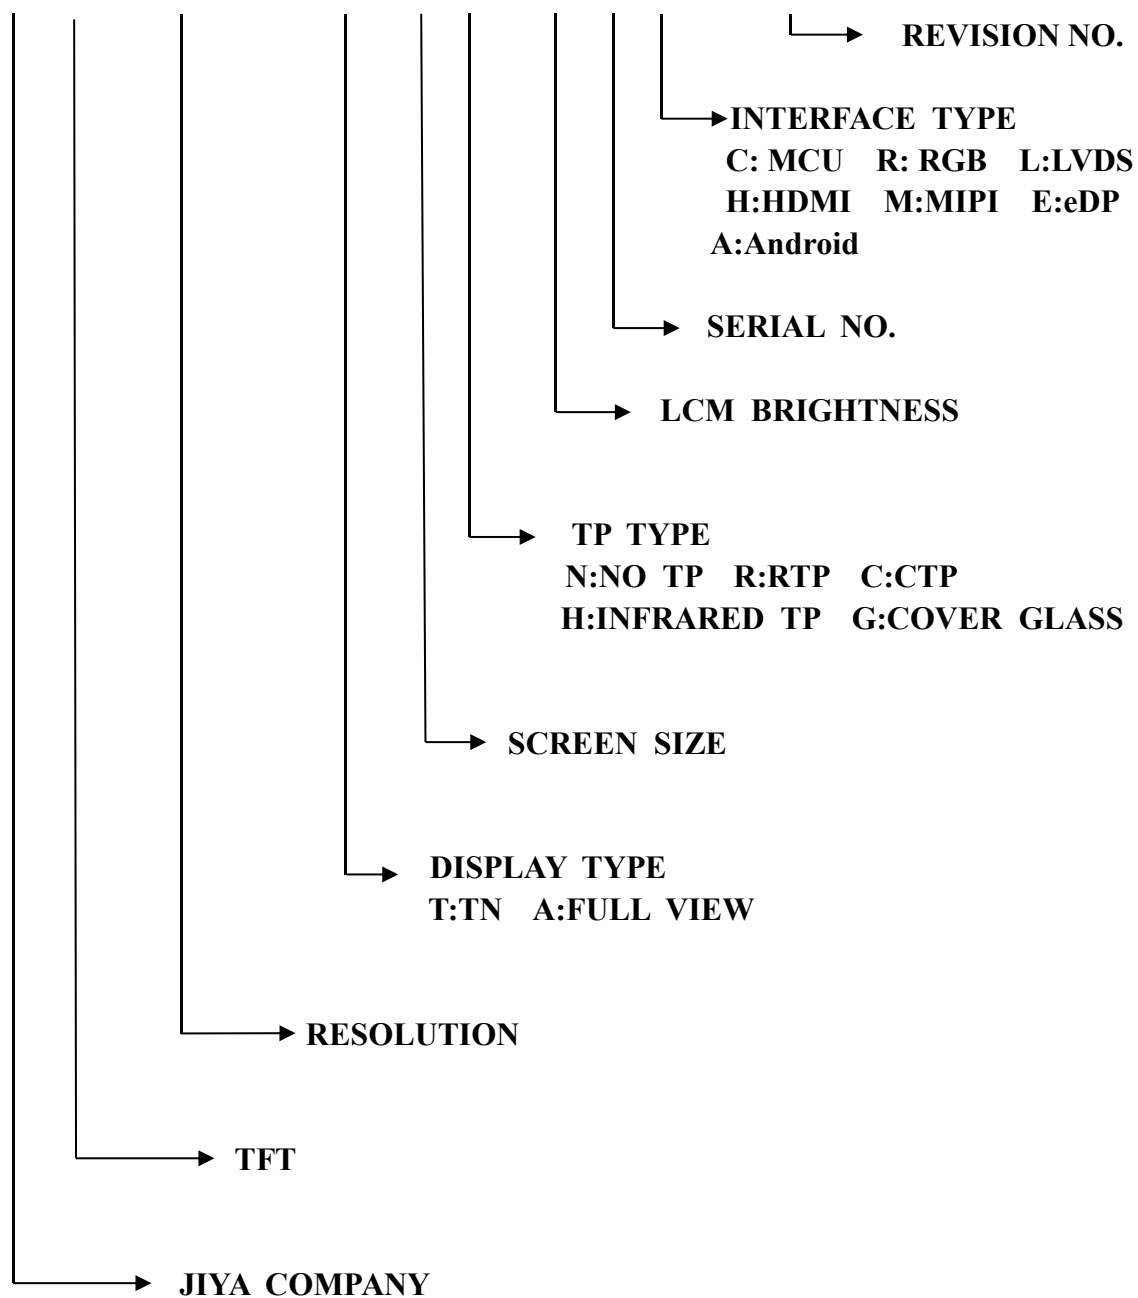 REVISION NO.
INTERFACE TYPE
C: MCU R: RGB L:LVDS
H:HDMI M:MIPI E:eDP
A:Android
SERIAL NO.
LCM BRIGHTNESS
TP TYPE
N:NO TP R:RTP C:CTP
H:INFRARED TP G:COVER GLASS
SCREEN SIZE
DISPLAY TYPE
T:TN A:FULL VIEW
RESOLUTION
TFT
JIYA COMPANY